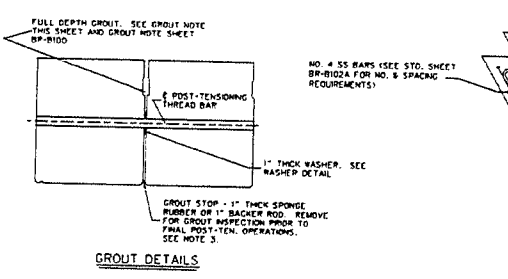 FULL DEPTH GROUT. SEE GROUT NOTE
THIS SHEET AND GROUT NOTE SHEET
BR-B100
NO. 4 SS BARS (SEE STD. SHEET
BR-B102A FOR NO. & SPACING
REQUIREMENTS)
℄ POST-TENSIONING
THREAD BAR
1" THICK WASHER. SEE
WASHER DETAIL
GROUT STOP - 1" THICK SPONGE
RUBBER OR 1" BACKER ROD. REMOVE
FOR GROUT INSPECTION PRIOR TO
FINAL POST-TEN. OPERATIONS.
SEE NOTE 3.
GROUT DETAILS